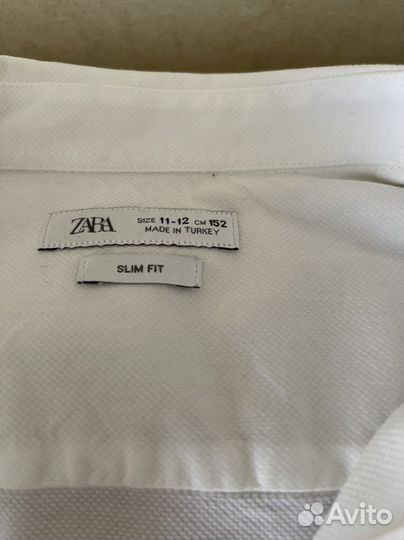 ZARA
SIZE 11-12 CM 152
MADE IN TURKEY
SLIM FIT
Avito